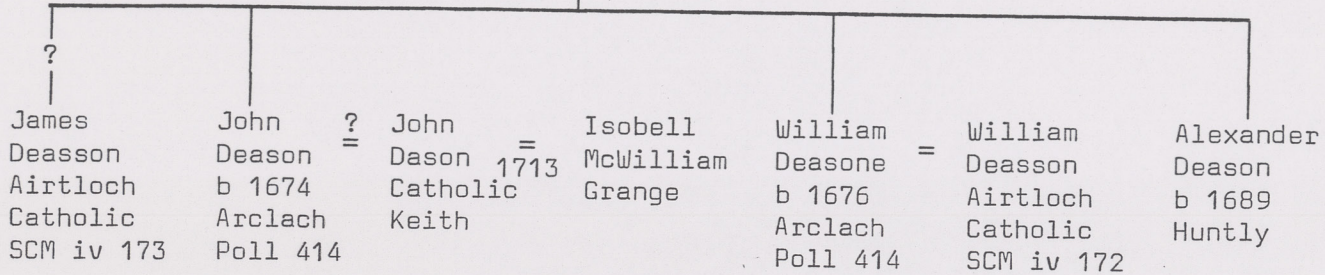 ?
James
Deasson
Airtloch
Catholic
SCM iv 173
John
Deason
b 1674
Arclach
Poll 414
?
=
John
Dason
Catholic
Keith
=
1713
Isobell
McWilliam
Grange
William
Deasone
b 1676
Arclach
Poll 414
=
William
Deasson
Airtloch
Catholic
SCM iv 172
Alexander
Deason
b 1689
Huntly